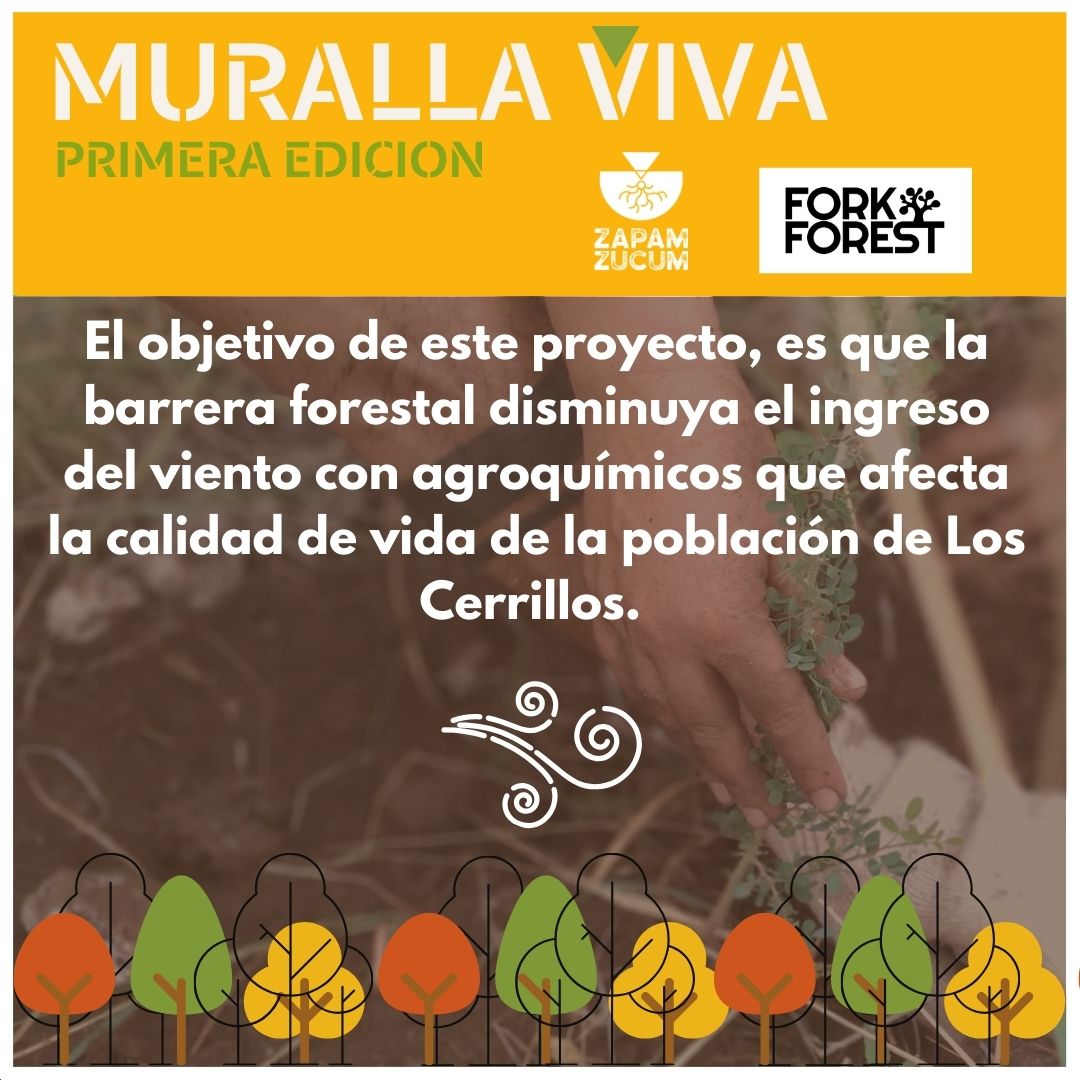 MURALLA VIVA
PRIMERA EDICION
ZAPAM
ZUCUM
FORK
FOREST
El objetivo de este proyecto, es que la
barrera forestal disminuya el ingreso
del viento con agroquímicos que afecta
la calidad de vida de la población de Los
Cerrillos.